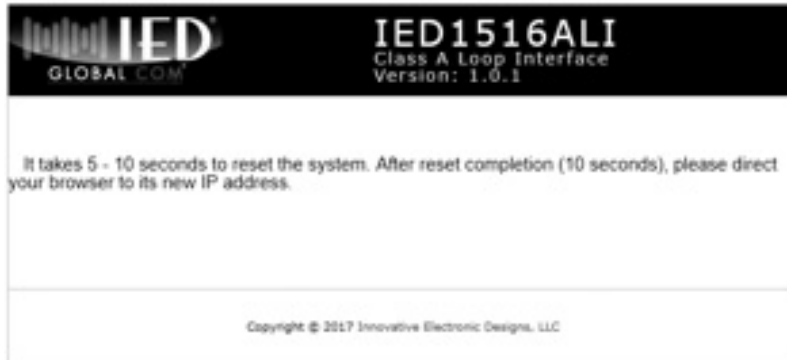 IED
GLOBAL COM
IED1516ALI
Class A Loop Interface
Version: 1.0.1
It takes 5 - 10 seconds to reset the system. After reset completion (10 seconds), please direct
your browser to its new IP address.
Copyright © 2017 Innovative Electronic Designs, LLC